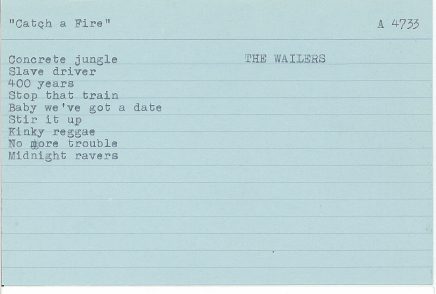 "Catch a Fire" A 4733
Concrete jungle THE WAILERS
Slave driver
400 years
Stop that train
Baby we've got a date
Stir it up
Kinky reggae
No more trouble
Midnight ravers